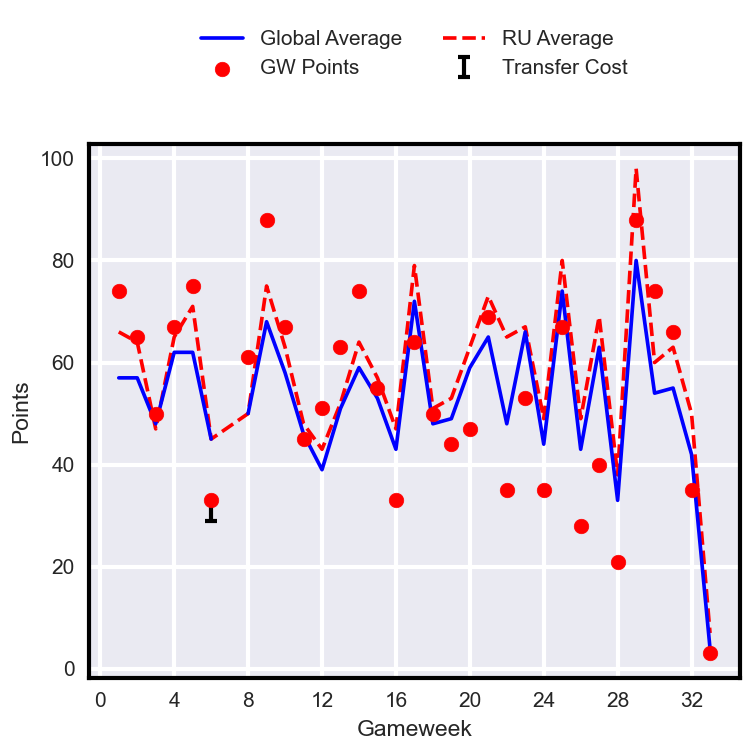 Global Average
RU Average
GW Points
Transfer Cost
100
80
60
40
20
0
Points
0 4 8 12 16 20 24 28 32
Gameweek